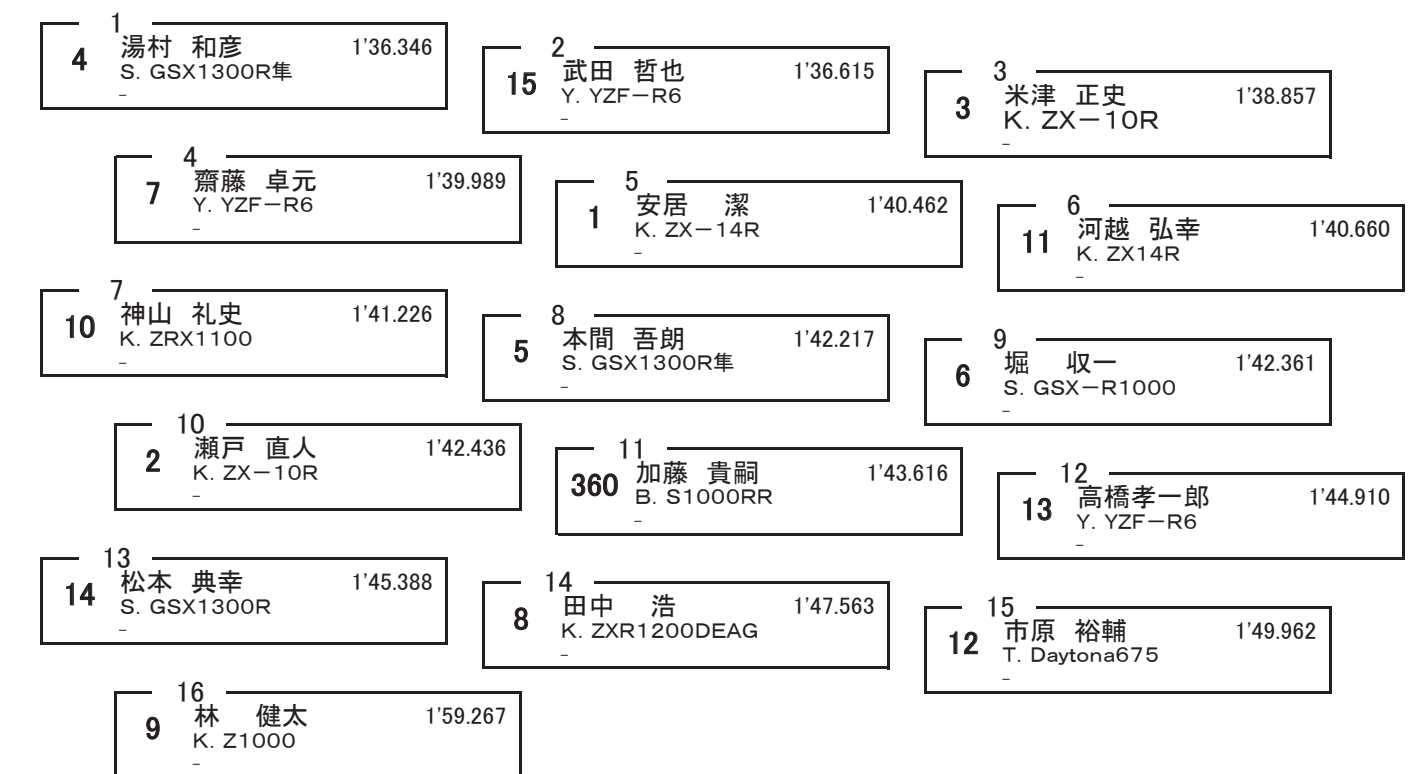 1
4 湯村 和彦 1'36.346
S. GSX1300R隼
-
2
15 武田 哲也 1'36.615
Y. YZF－R6
-
3
3 米津 正史 1'38.857
K. ZX－10R
-
4
7 齋藤 卓元 1'39.989
Y. YZF－R6
-
5
1 安居 潔 1'40.462
K. ZX－14R
-
6
11 河越 弘幸 1'40.660
K. ZX14R
-
7
10 神山 礼史 1'41.226
K. ZRX1100
-
8
5 本間 吾朗 1'42.217
S. GSX1300R隼
-
9
6 堀 収一 1'42.361
S. GSX－R1000
-
10
2 瀬戸 直人 1'42.436
K. ZX－10R
-
11
360 加藤 貴嗣 1'43.616
B. S1000RR
-
12
13 高橋孝一郎 1'44.910
Y. YZF－R6
-
13
14 松本 典幸 1'45.388
S. GSX1300R
-
14
8 田中 浩 1'47.563
K. ZXR1200DEAG
-
15
12 市原 裕輔 1'49.962
T. Daytona675
-
16
9 林 健太 1'59.267
K. Z1000
-